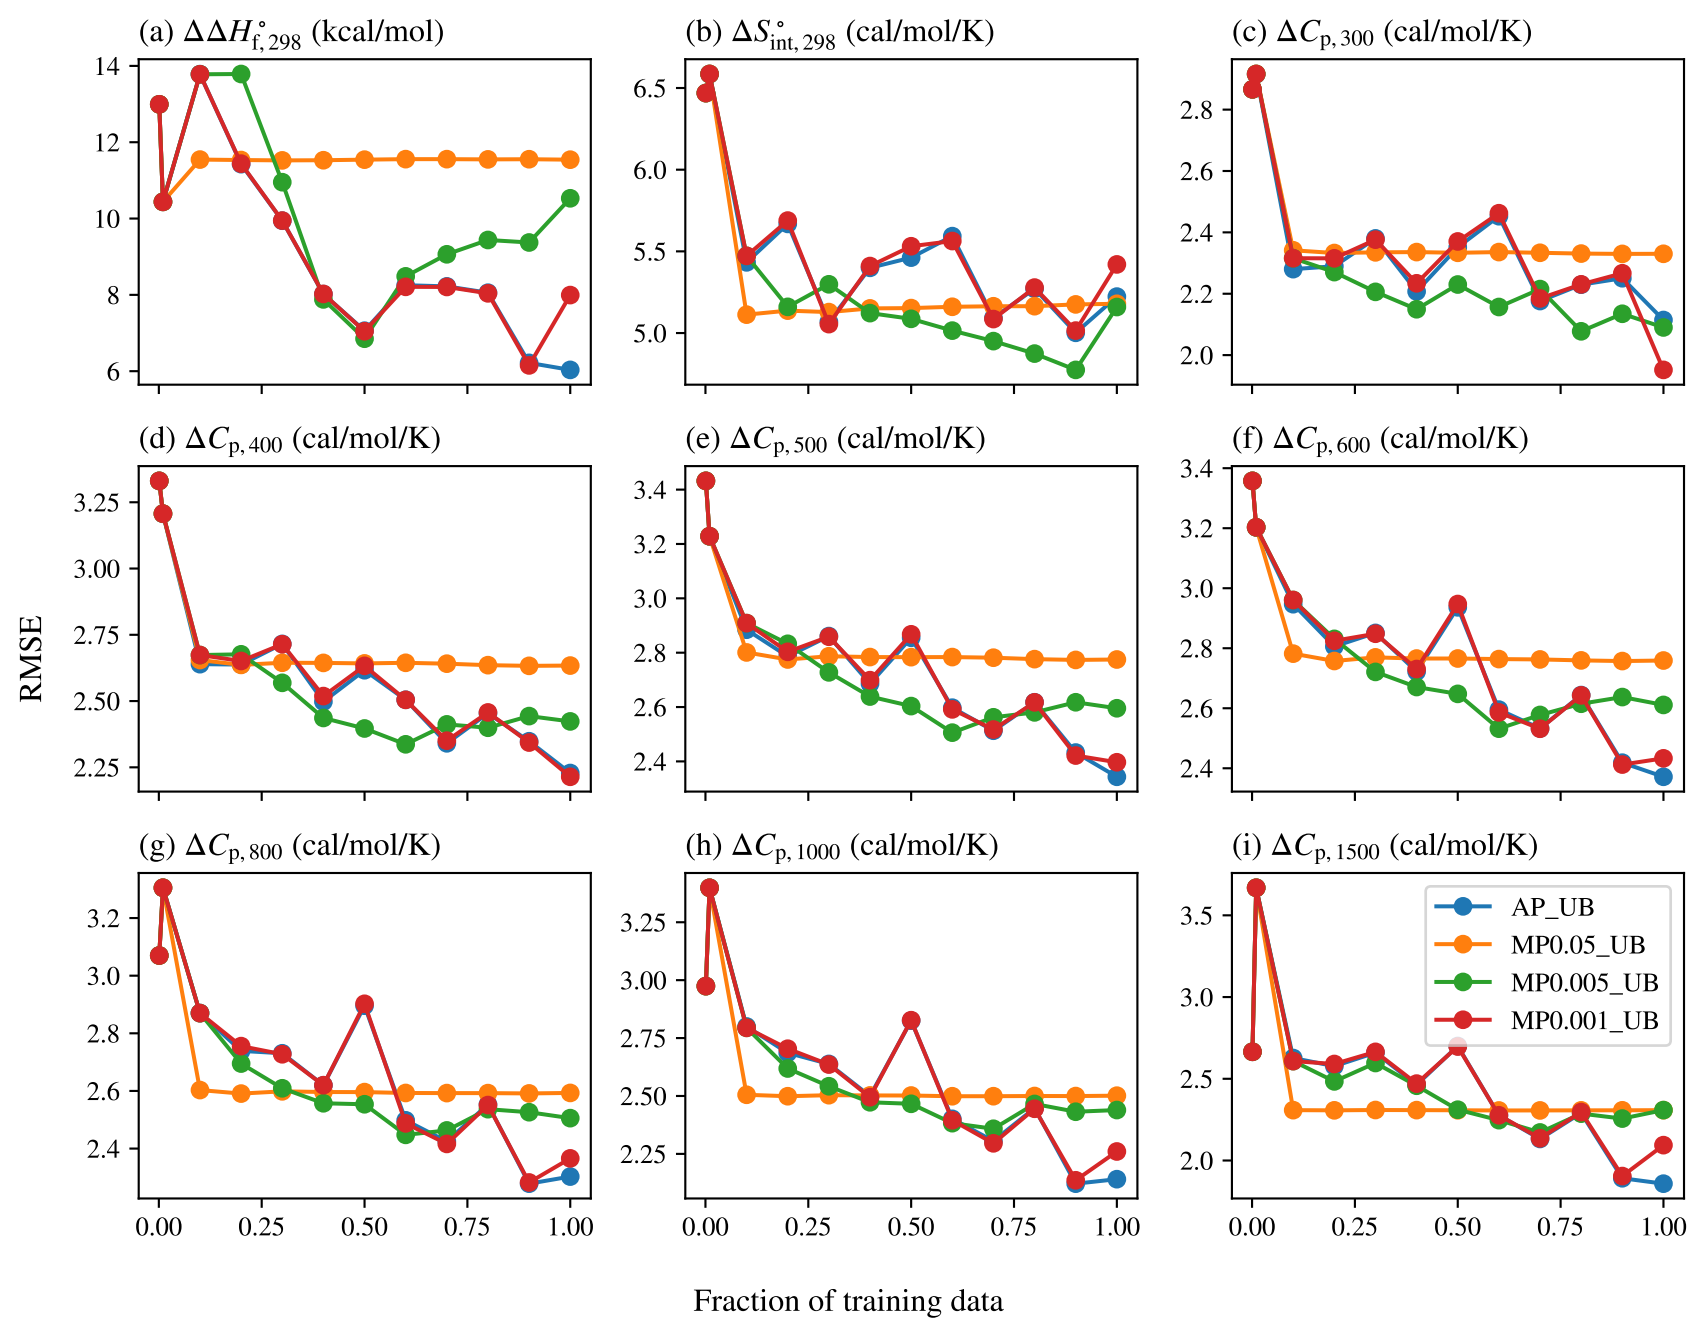 (a) ΔΔH°f, 298 (kcal/mol)
14
12
10
8
6
(b) ΔS°int, 298 (cal/mol/K)
6.5
6.0
5.5
5.0
(c) ΔCp, 300 (cal/mol/K)
2.8
2.6
2.4
2.2
2.0
(d) ΔCp, 400 (cal/mol/K)
3.25
3.00
2.75
2.50
2.25
(e) ΔCp, 500 (cal/mol/K)
3.4
3.2
3.0
2.8
2.6
2.4
(f) ΔCp, 600 (cal/mol/K)
3.4
3.2
3.0
2.8
2.6
2.4
RMSE
(g) ΔCp, 800 (cal/mol/K)
3.2
3.0
2.8
2.6
2.4
0.00 0.25 0.50 0.75 1.00
(h) ΔCp, 1000 (cal/mol/K)
3.25
3.00
2.75
2.50
2.25
0.00 0.25 0.50 0.75 1.00
(i) ΔCp, 1500 (cal/mol/K)
3.5
3.0
2.5
2.0
AP_UB
MP0.05_UB
MP0.005_UB
MP0.001_UB
0.00 0.25 0.50 0.75 1.00
Fraction of training data